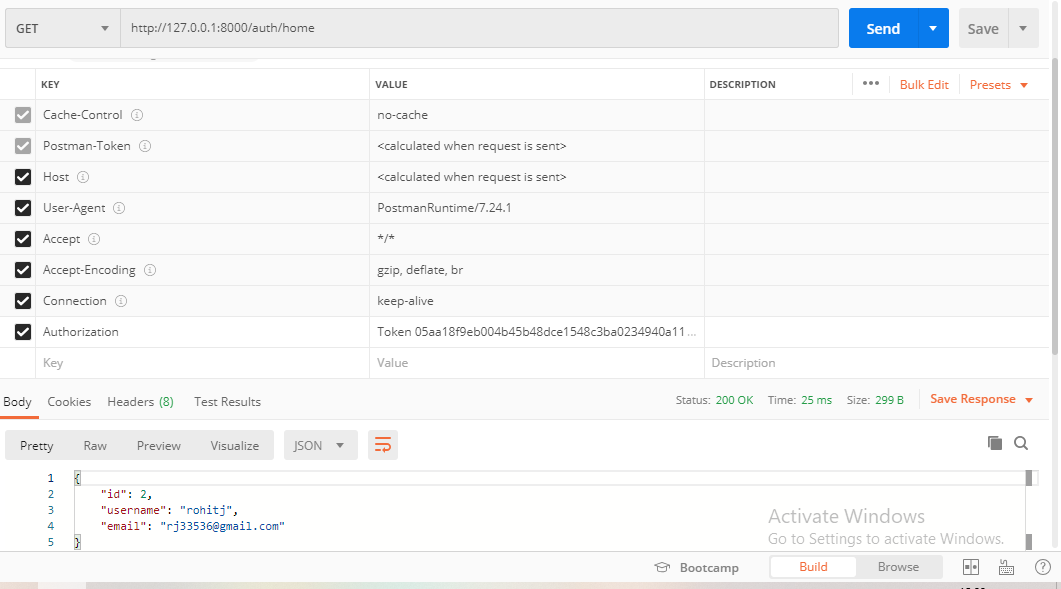 GET http://127.0.0.1:8000/auth/home Send Save
KEY VALUE DESCRIPTION ••• Bulk Edit Presets
Cache-Control no-cache
Postman-Token <calculated when request is sent>
Host <calculated when request is sent>
User-Agent PostmanRuntime/7.24.1
Accept */*
Accept-Encoding gzip, deflate, br
Connection keep-alive
Authorization Token 05aa18f9eb004b45b48dce1548c3ba0234940a11...
Key Value Description
Body Cookies Headers (8) Test Results Status: 200 OK Time: 25 ms Size: 299 B Save Response
Pretty Raw Preview Visualize JSON
1 {
2 "id": 2,
3 "username": "rohitj",
4 "email": "rj33536@gmail.com"
5 }
Activate Windows
Go to Settings to activate Windows.
Bootcamp Build Browse